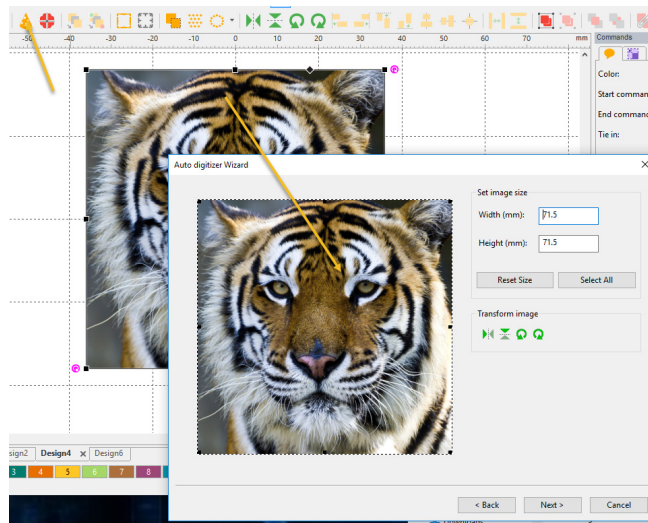 -50 -40 -30 -20 -10 0 10 20 30 40 50 60 70 mm
Commands
Color:
Start comman
End command
Tie in:
Auto digitizer Wizard
Set image size
Width (mm): 71.5
Height (mm): 71.5
Reset Size Select All
Transform image
sign2 Design4 Design6
3 4 5 6 7 8
< Back Next > Cancel